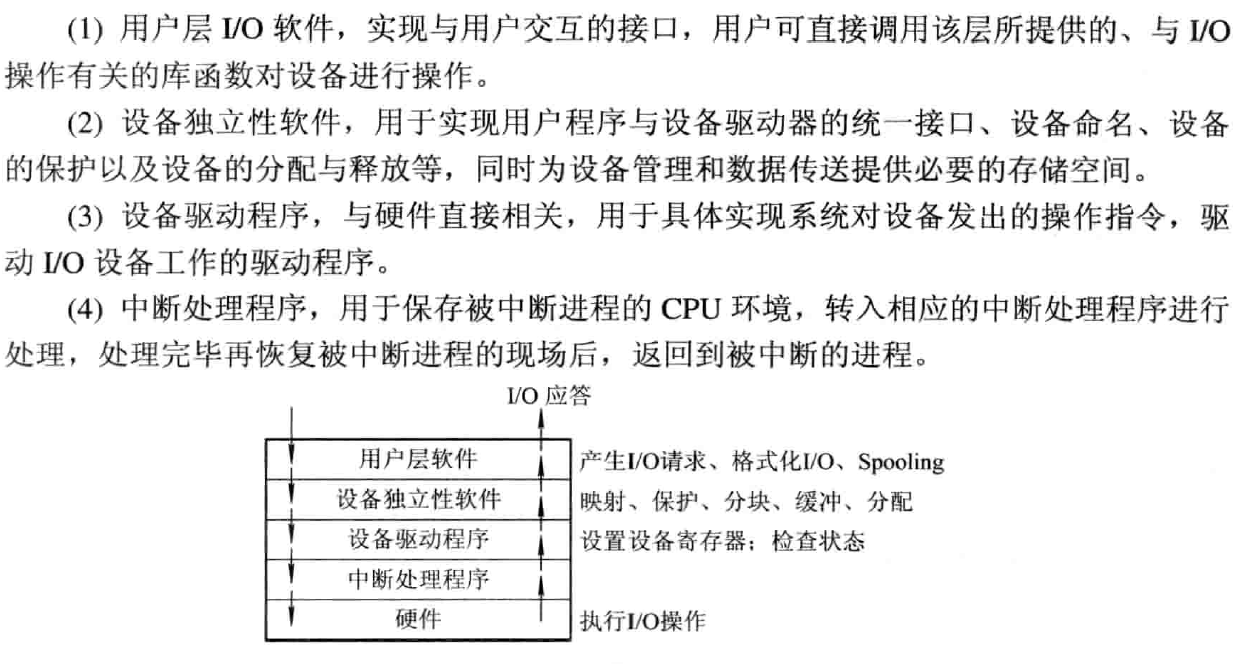 (1) 用户层 I/O 软件，实现与用户交互的接口，用户可直接调用该层所提供的、与 I/O
操作有关的库函数对设备进行操作。
(2) 设备独立性软件，用于实现用户程序与设备驱动器的统一接口、设备命名、设备
的保护以及设备的分配与释放等，同时为设备管理和数据传送提供必要的存储空间。
(3) 设备驱动程序，与硬件直接相关，用于具体实现系统对设备发出的操作指令，驱
动 I/O 设备工作的驱动程序。
(4) 中断处理程序，用于保存被中断进程的 CPU 环境，转入相应的中断处理程序进行
处理，处理完毕再恢复被中断进程的现场后，返回到被中断的进程。
I/O 应答
用户层软件 产生I/O请求、格式化I/O、Spooling
设备独立性软件 映射、保护、分块、缓冲、分配
设备驱动程序 设置设备寄存器；检查状态
中断处理程序
硬件 执行I/O操作